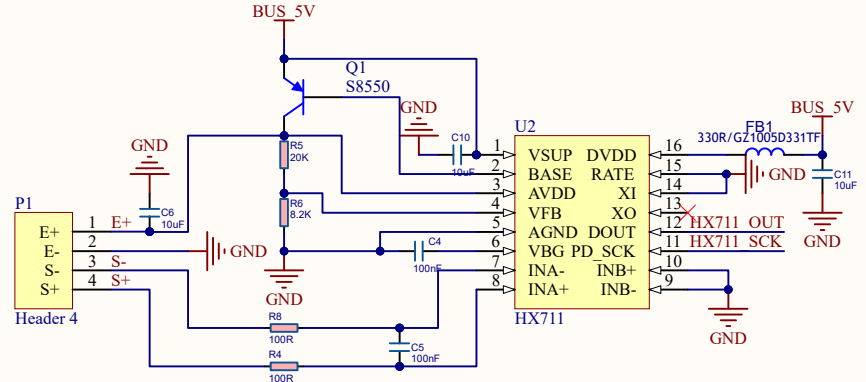 BUS_5V
Q1
S8550
GND
C10
10uF
U2
HX711
1 VSUP
2 BASE
3 AVDD
4 VFB
5 AGND
6 VBG
7 INA-
8 INA+
DVDD 16
RATE 15
XI 14
XO 13
DOUT 12
PD_SCK 11
INB+ 10
INB- 9
FB1
330R/GZ1005D331TF
BUS_5V
GND
C11
10uF
GND
HX711_OUT
HX711_SCK
GND
R5
20K
R6
8.2K
GND
C6
10uF
P1
E+ 1 E+
E- 2
S- 3 S-
S+ 4 S+
Header 4
GND
GND
C4
100nF
R8
100R
C5
100nF
R4
100R